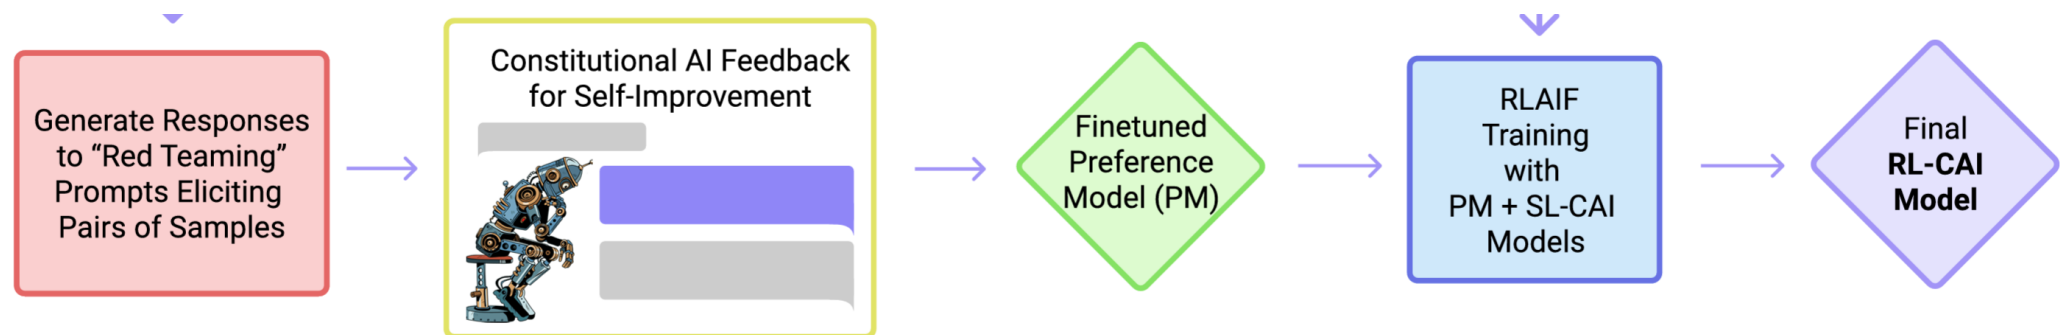 Generate Responses
to “Red Teaming”
Prompts Eliciting
Pairs of Samples
Constitutional AI Feedback
for Self-Improvement
Finetuned
Preference
Model (PM)
RLAIF
Training
with
PM + SL-CAI
Models
Final
RL-CAI
Model